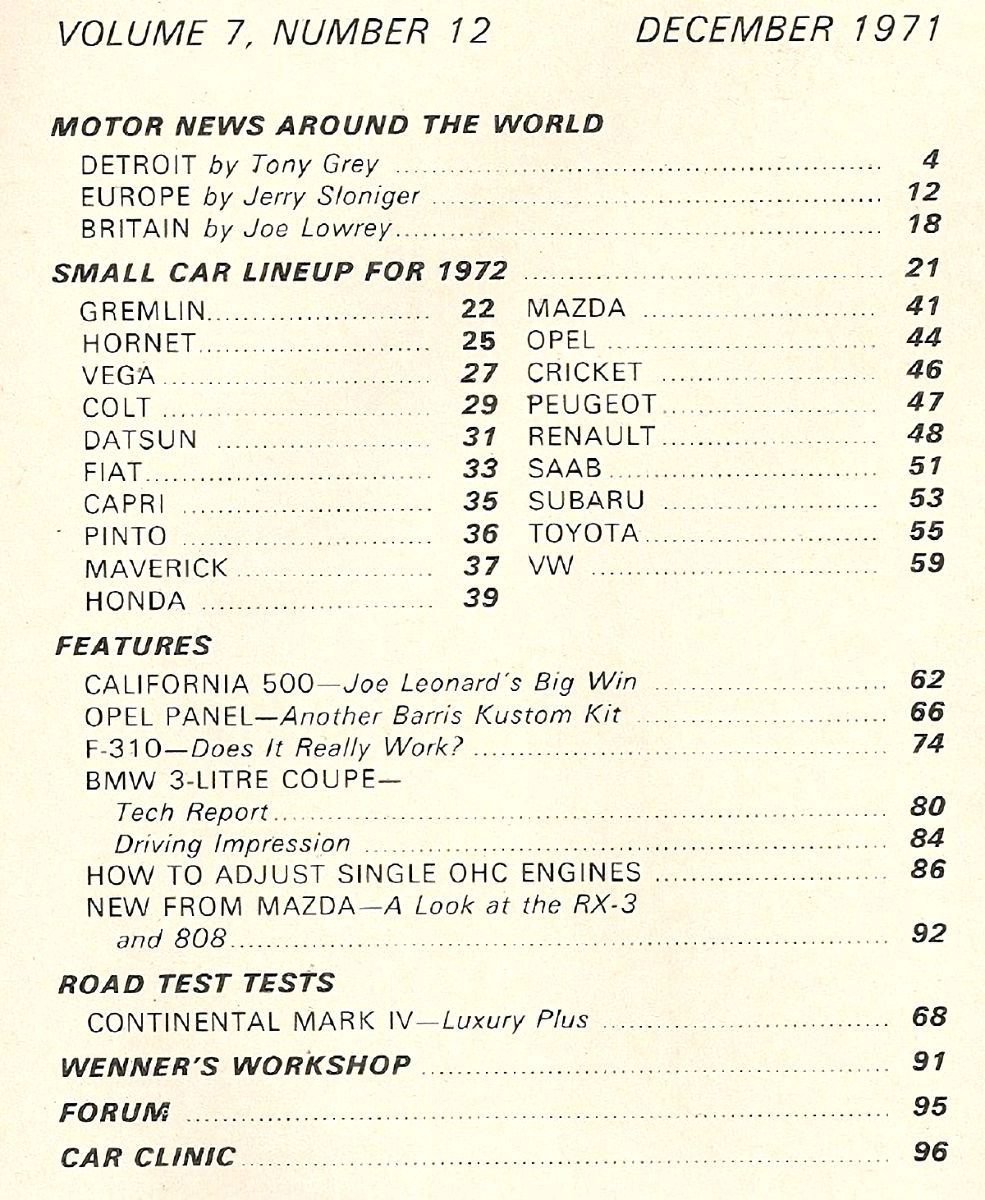 VOLUME 7, NUMBER 12 DECEMBER 1971
MOTOR NEWS AROUND THE WORLD
DETROIT by Tony Grey 4
EUROPE by Jerry Sloniger 12
BRITAIN by Joe Lowrey 18
SMALL CAR LINEUP FOR 1972 21
GREMLIN 22
HORNET 25
VEGA 27
COLT 29
DATSUN 31
FIAT 33
CAPRI 35
PINTO 36
MAVERICK 37
HONDA 39
MAZDA 41
OPEL 44
CRICKET 46
PEUGEOT 47
RENAULT 48
SAAB 51
SUBARU 53
TOYOTA 55
VW 59
FEATURES
CALIFORNIA 500—Joe Leonard's Big Win 62
OPEL PANEL—Another Barris Kustom Kit 66
F-310—Does It Really Work? 74
BMW 3-LITRE COUPE—
Tech Report 80
Driving Impression 84
HOW TO ADJUST SINGLE OHC ENGINES 86
NEW FROM MAZDA—A Look at the RX-3
and 808 92
ROAD TEST TESTS
CONTINENTAL MARK IV—Luxury Plus 68
WENNER'S WORKSHOP 91
FORUM 95
CAR CLINIC 96